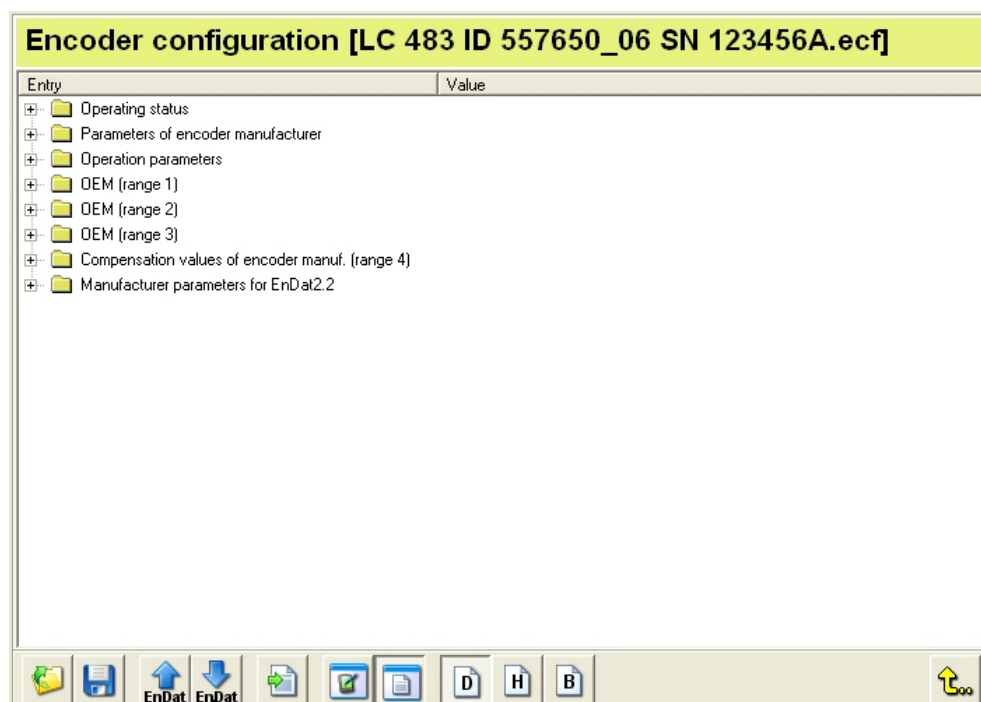 Encoder configuration [LC 483 ID 557650_06 SN 123456A.ecf]
Entry Value
Operating status
Parameters of encoder manufacturer
Operation parameters
OEM (range 1)
OEM (range 2)
OEM (range 3)
Compensation values of encoder manuf. (range 4)
Manufacturer parameters for EnDat2.2
EnDat EnDat D H B